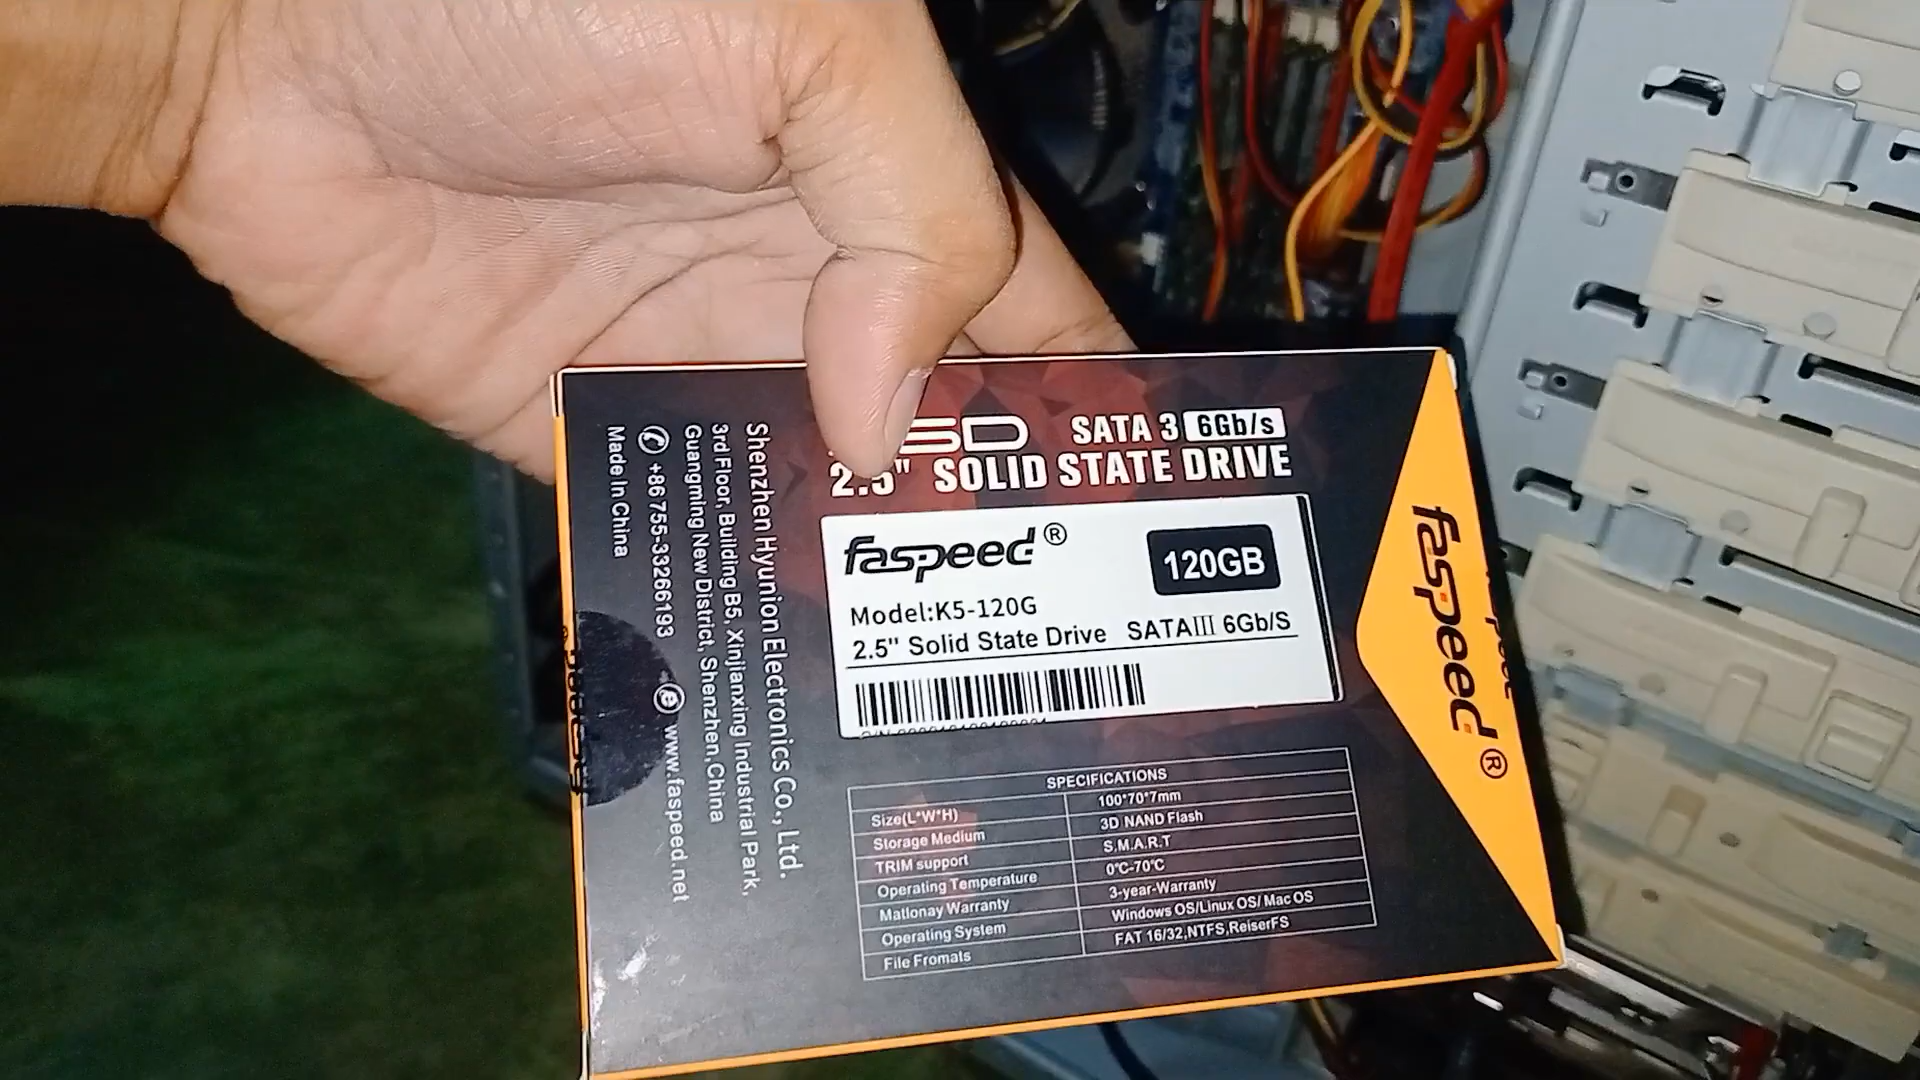 SATA 3 6Gb/s
2.5" SOLID STATE DRIVE
faspeed®
120GB
Model:K5-120G
2.5" Solid State Drive SATAIII 6Gb/S
SPECIFICATIONS
Size(L*W*H) 100*70*7mm
Storage Medium 3D NAND Flash
TRIM support S.M.A.R.T
Operating Temperature 0°C-70°C
Matlonay Warranty 3-year-Warranty
Operating System Windows OS/Linux OS/ Mac OS
File Fromals FAT 16/32,NTFS,ReiserFS
Shenzhen Hyunion Electronics Co., Ltd.
3rd Floor, Building B5, Xinjianxing Industrial Park,
Guangming New District, Shenzhen, China
+86 755-33266193
www.faspeed.net
Made In China
faspeed®